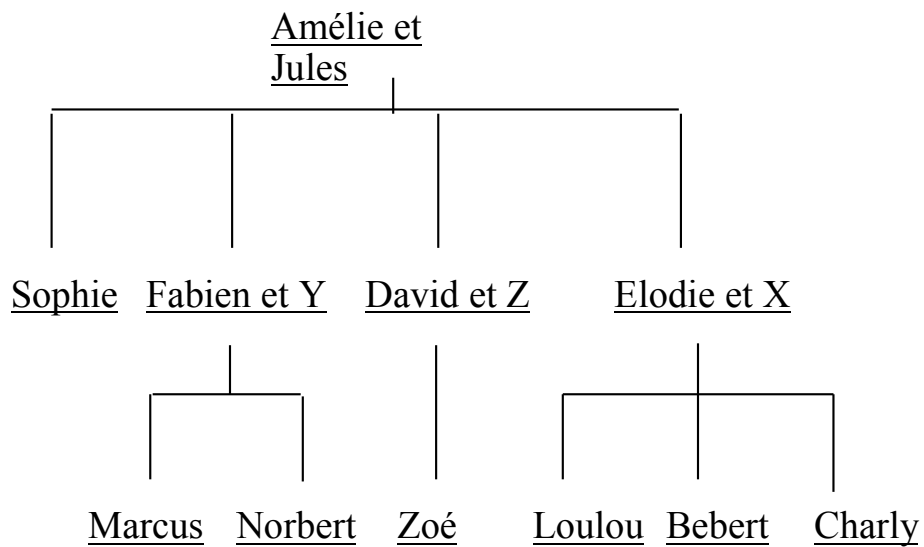 Amélie et
Jules
Sophie Fabien et Y David et Z Elodie et X
Marcus Norbert Zoé Loulou Bebert Charly